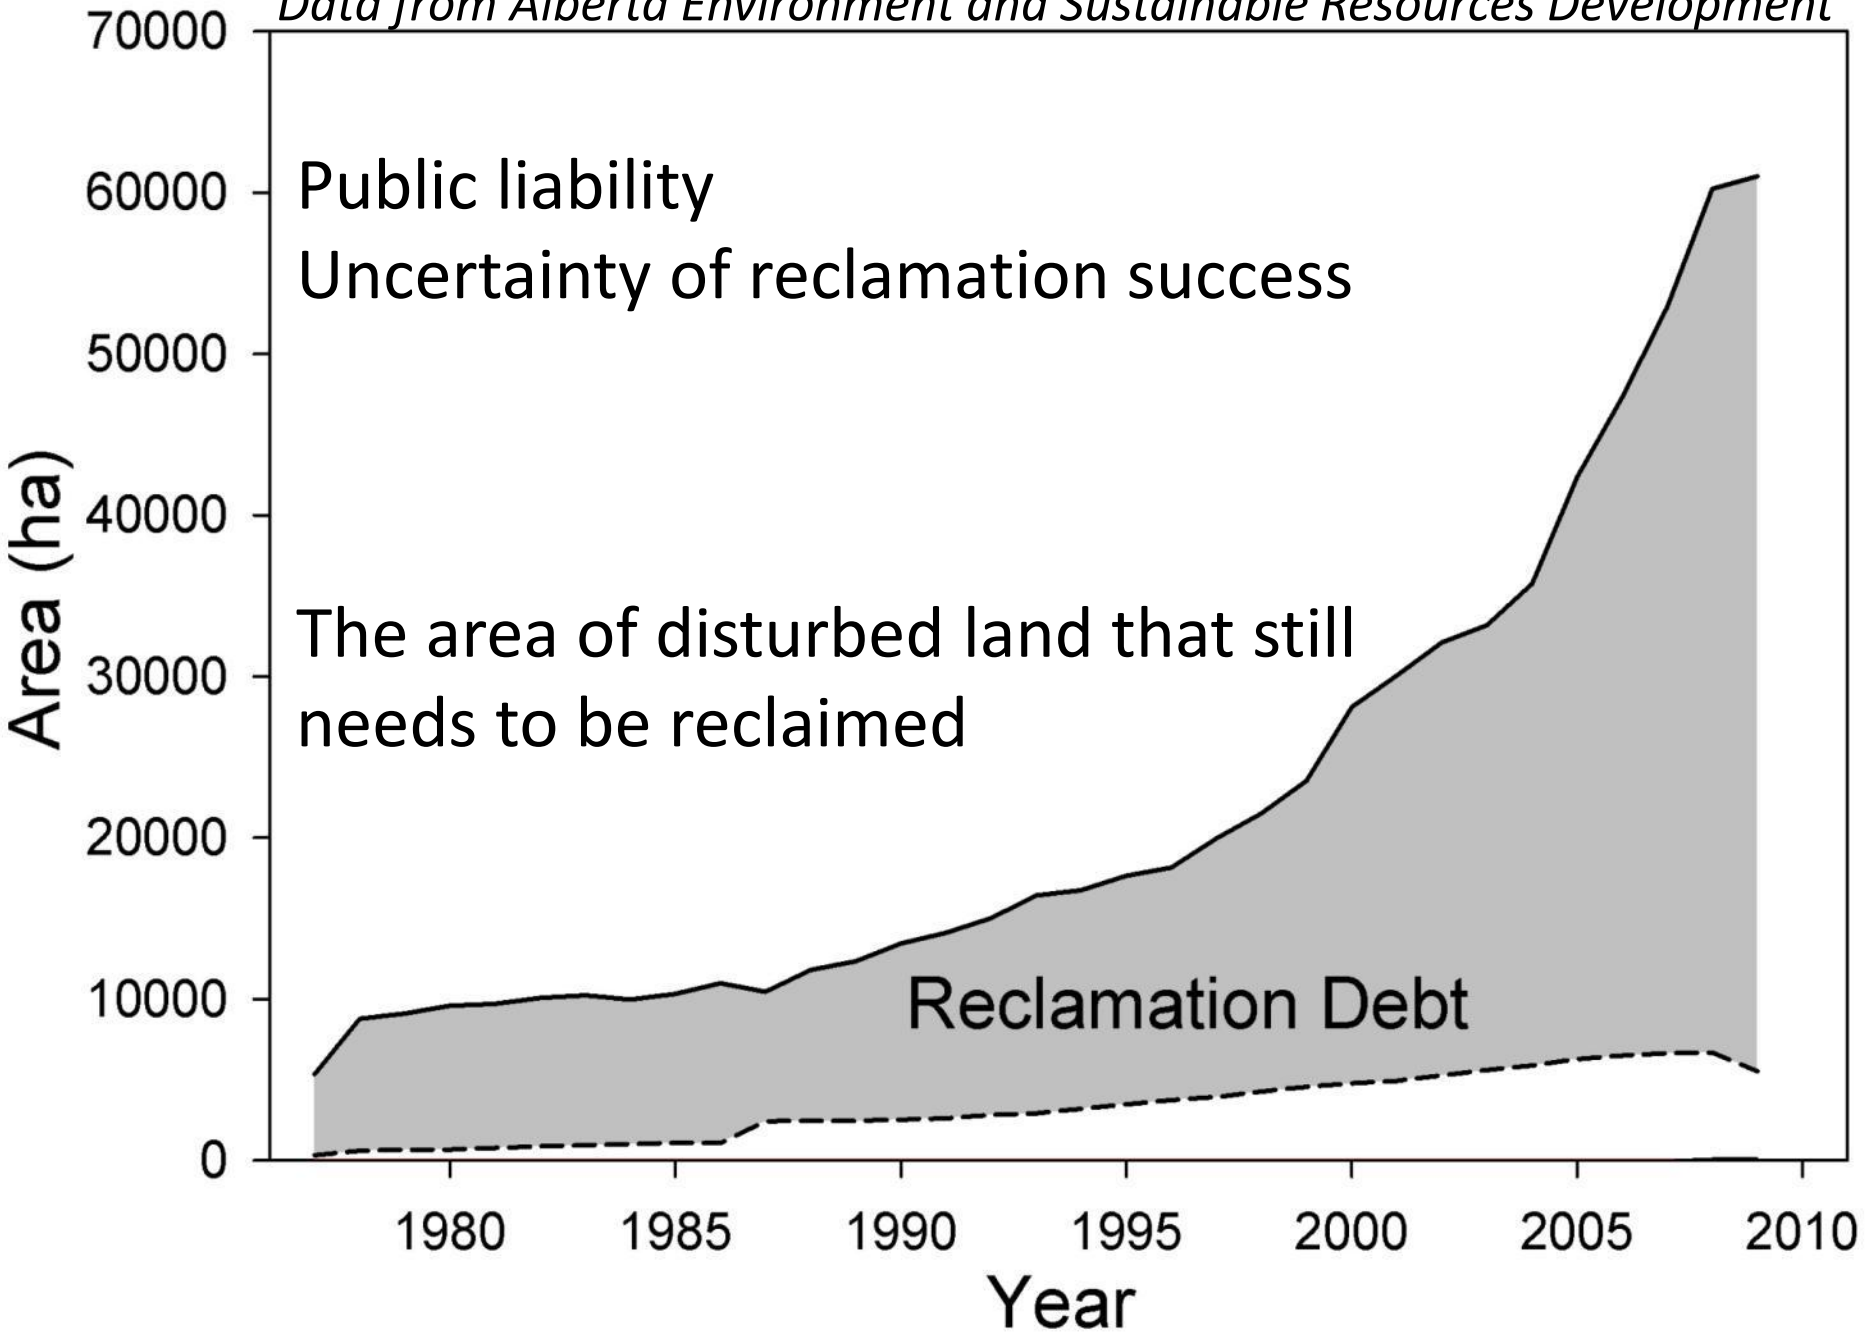 Data from Alberta Environment and Sustainable Resources Development
70000
Public liability
60000
Uncertainty of reclamation success
50000
40000
The area of disturbed land that still
30000
needs to be reclaimed
20000
10000
Reclamation Debt
0
Area (ha)
1980 1985 1990 1995 2000 2005 2010
Year